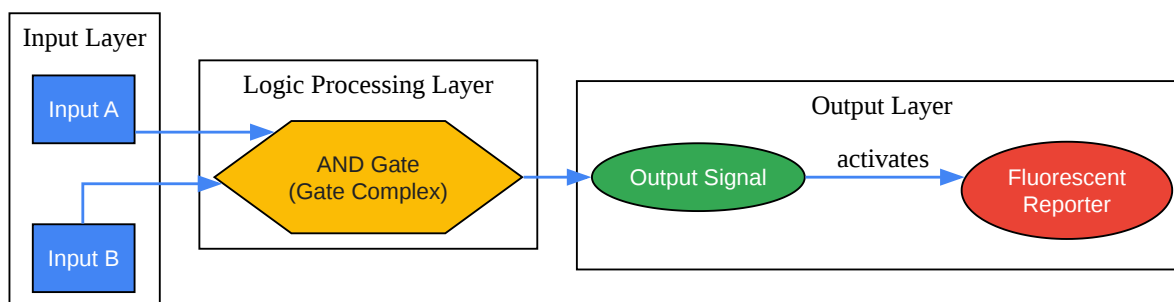 Input Layer
Input A
Input B
Logic Processing Layer
AND Gate
(Gate Complex)
Output Layer
Output Signal
activates
Fluorescent
Reporter